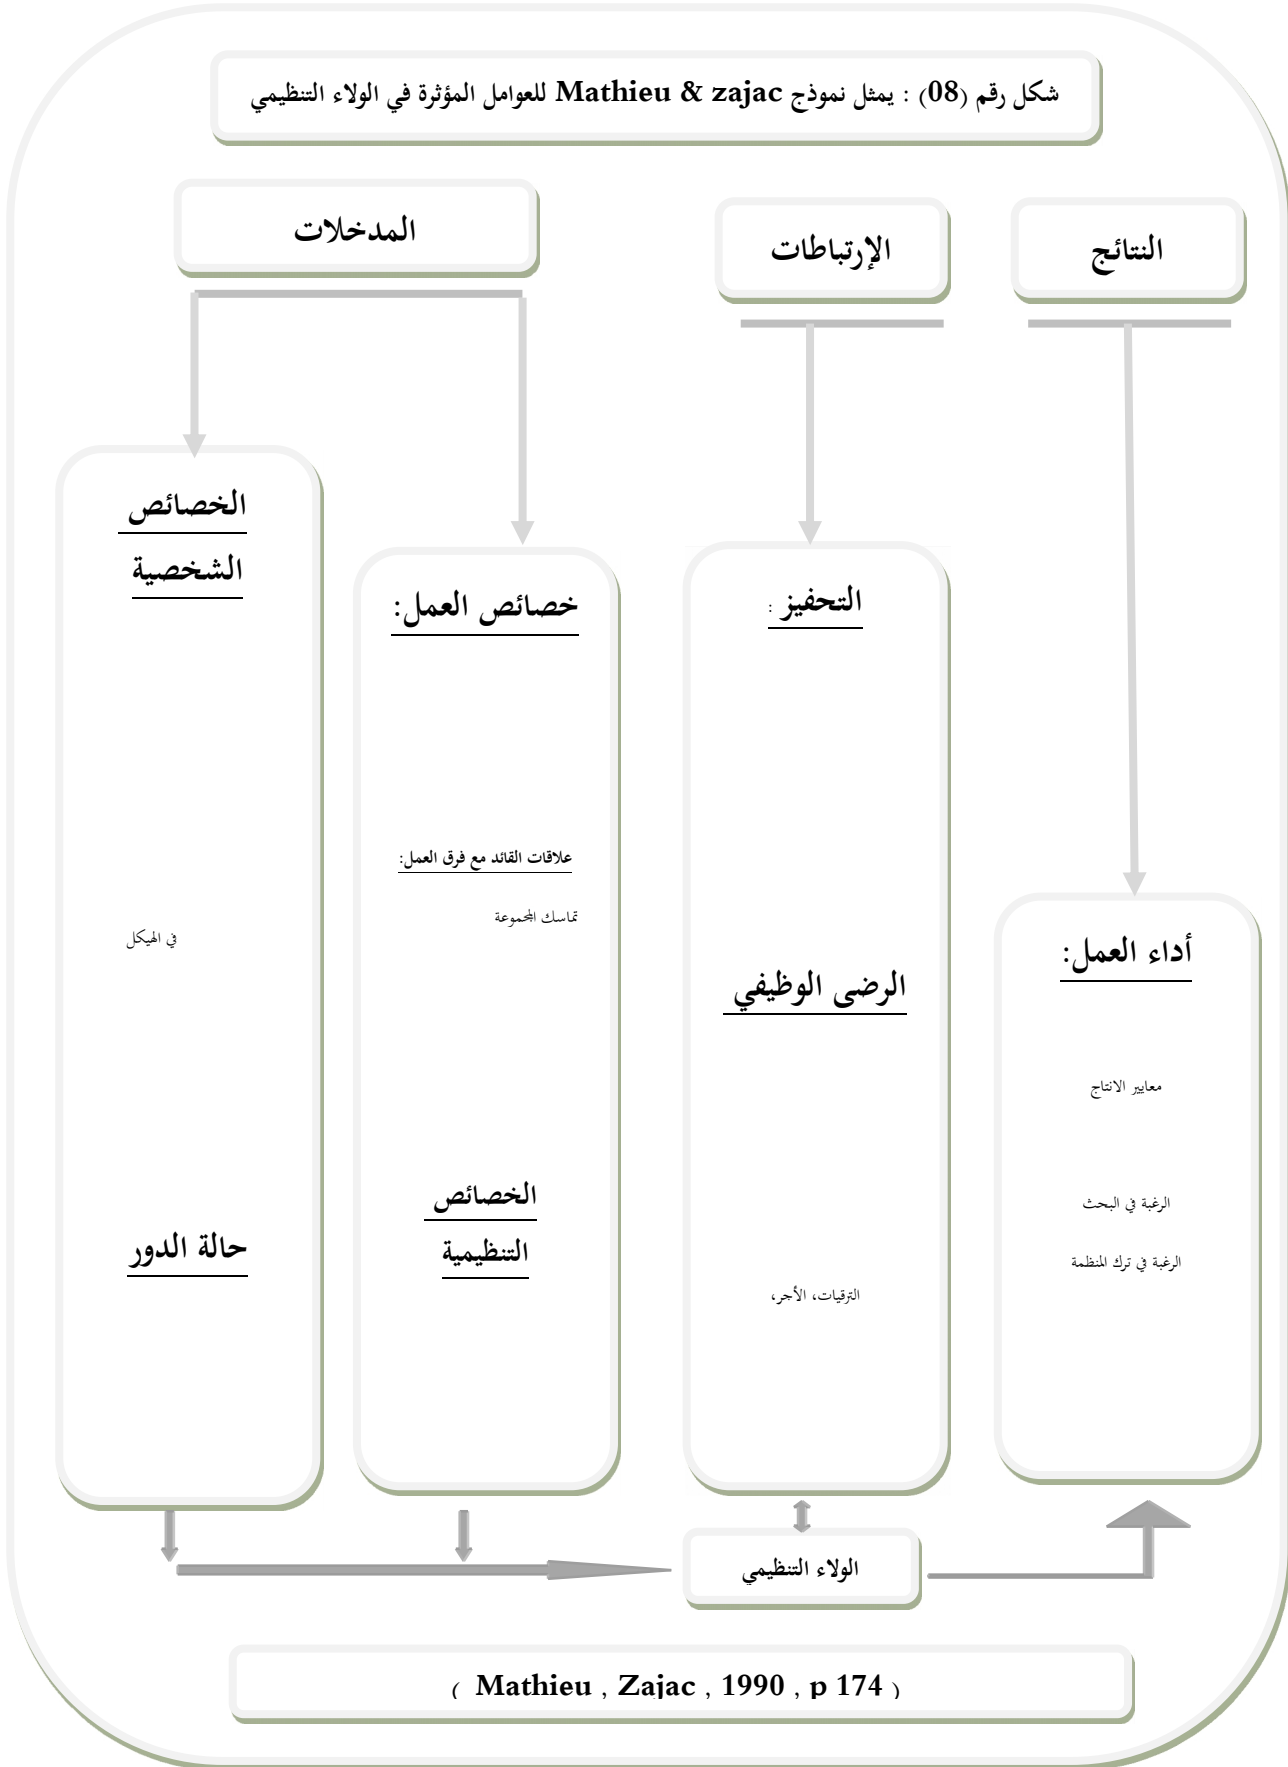 شكل رقم (08) : يمثل نموذج Mathieu & zajac للعوامل المؤثرة في الولاء التنظيمي
المدخلات
الإرتباطات
النتائج
الخصائص
الشخصية
في الهيكل
حالة الدور
خصائص العمل:
علاقات القائد مع فرق العمل:
تماسك المجموعة
الخصائص
التنظيمية
التحفيز :
الرضى الوظيفي
الترقيات، الأجر،
أداء العمل:
معايير الانتاج
الرغبة في البحث
الرغبة في ترك المنظمة
الولاء التنظيمي
( Mathieu , Zajac , 1990 , p 174 )